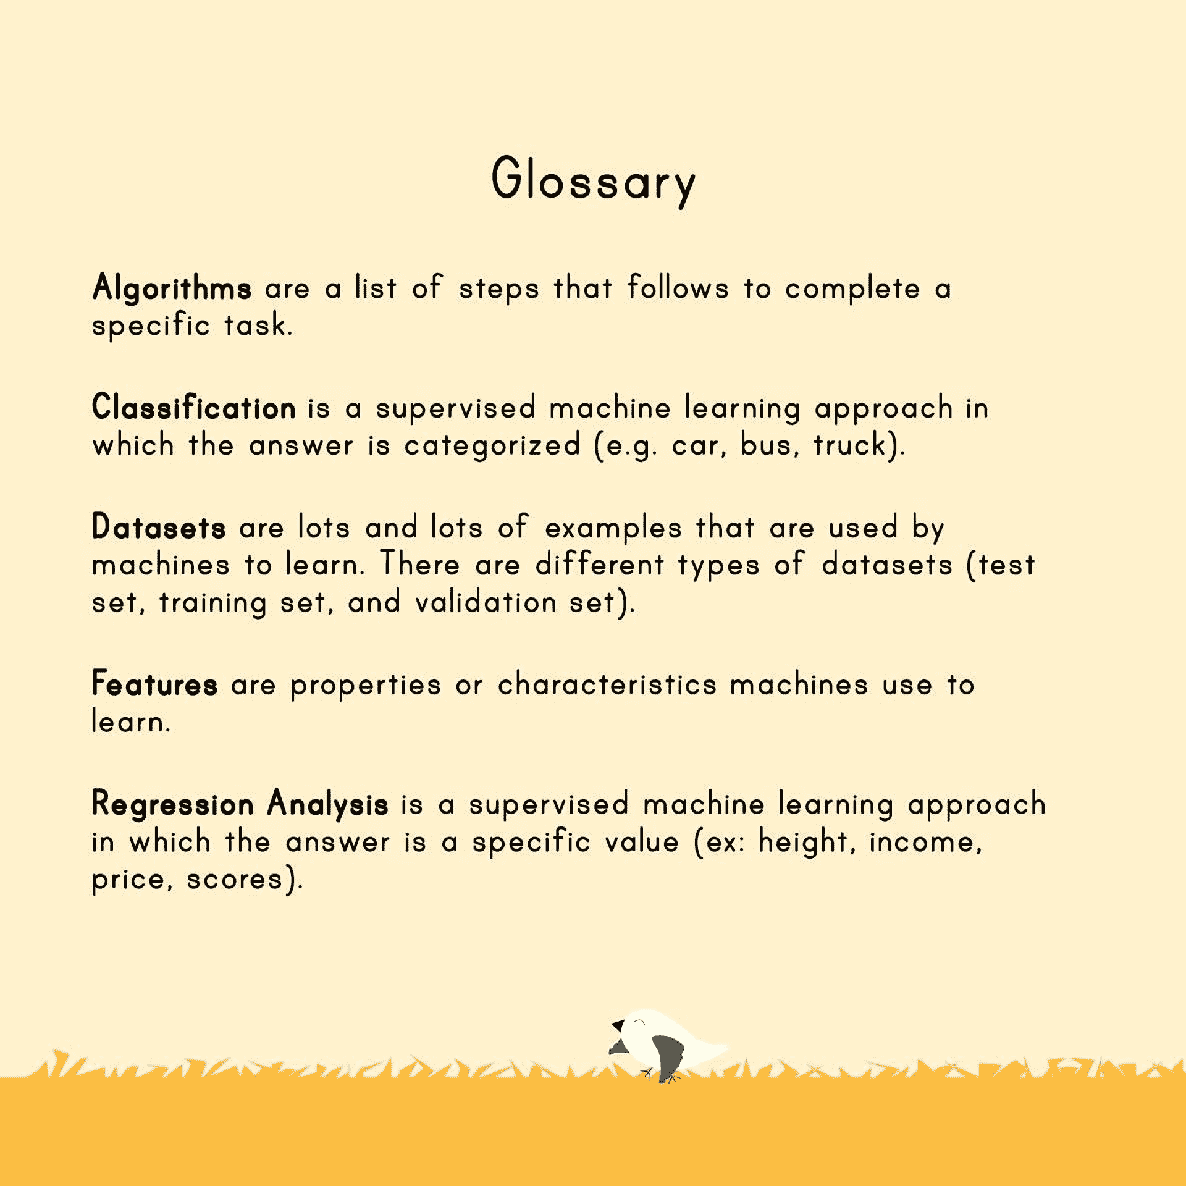 Glossary
Algorithms are a list of steps that follows to complete a
specific task.
Classification is a supervised machine learning approach in
which the answer is categorized (e.g. car, bus, truck).
Datasets are lots and lots of examples that are used by
machines to learn. There are different types of datasets (test
set, training set, and validation set).
Features are properties or characteristics machines use to
learn.
Regression Analysis is a supervised machine learning approach
in which the answer is a specific value (ex: height, income,
price, scores).